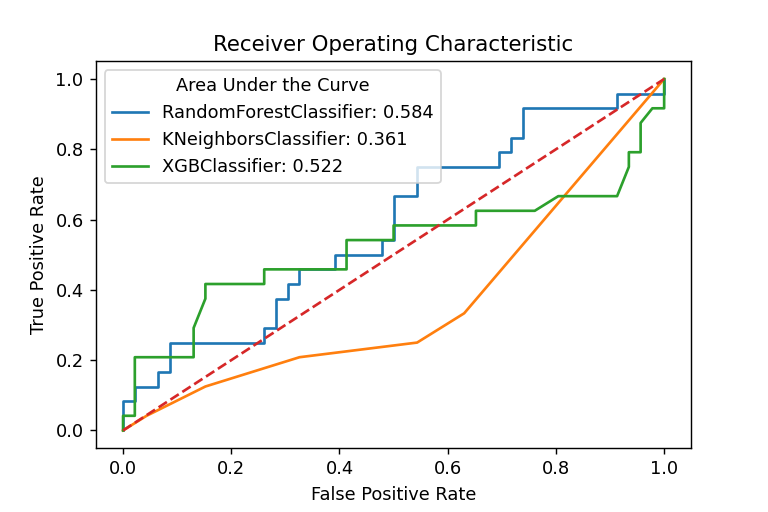 Receiver Operating Characteristic
Area Under the Curve
RandomForestClassifier: 0.584
KNeighborsClassifier: 0.361
XGBClassifier: 0.522
True Positive Rate
1.0
0.8
0.6
0.4
0.2
0.0
0.0 0.2 0.4 0.6 0.8 1.0
False Positive Rate